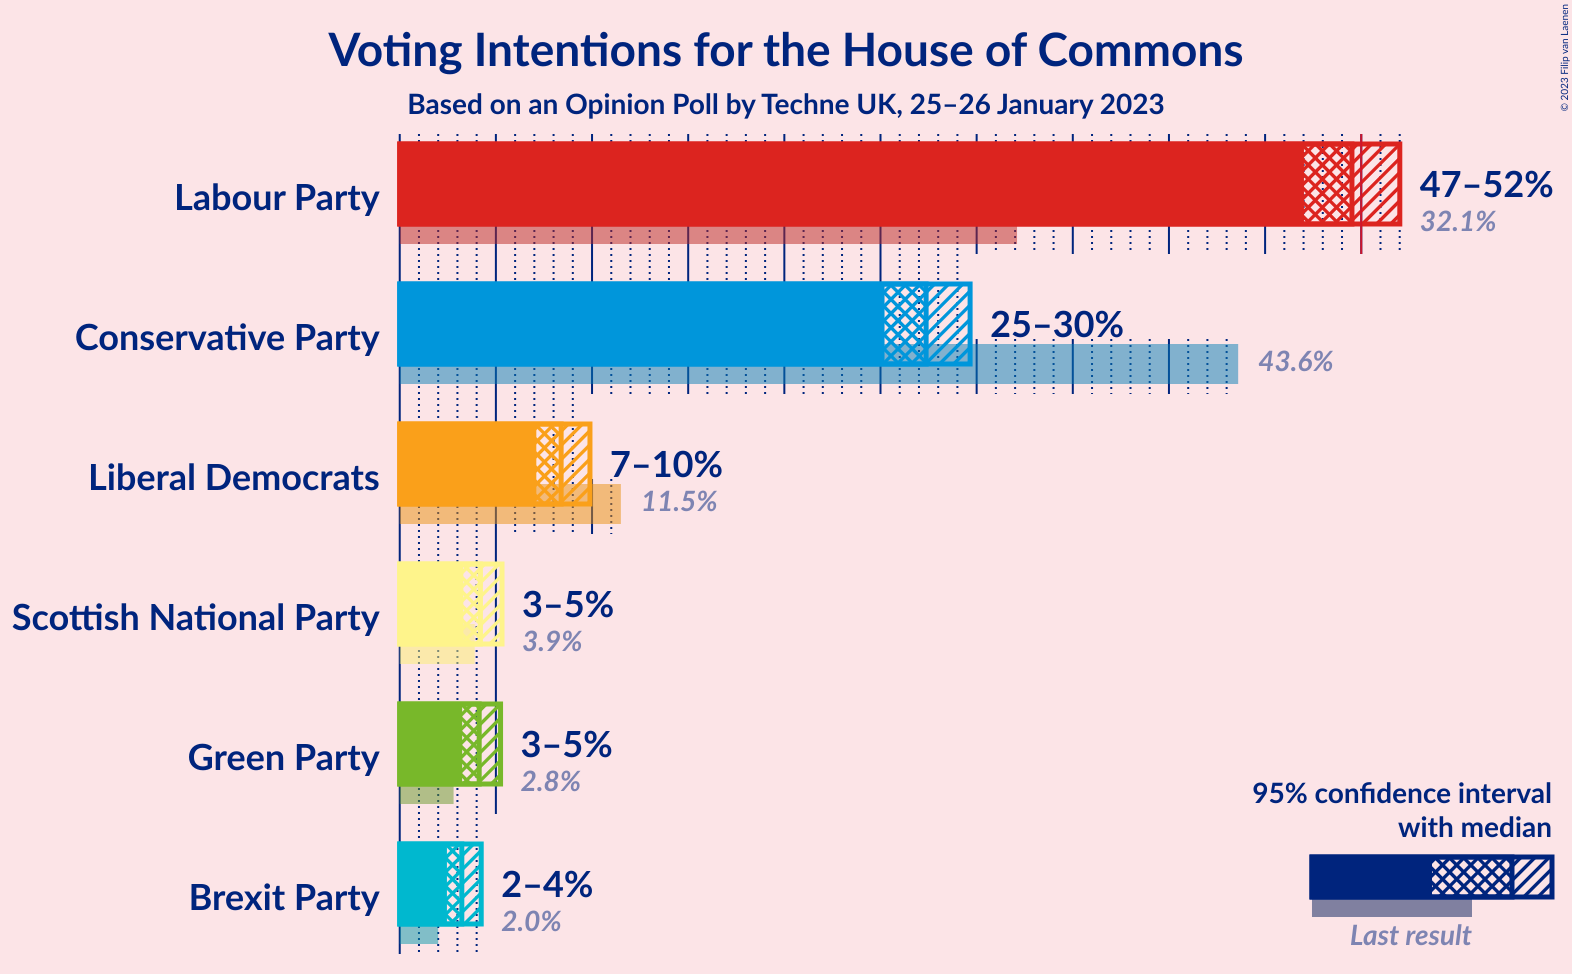 Voting Intentions for the House of Commons
Based on an Opinion Poll by Techne UK, 25–26 January 2023
© 2023 Filip van Laenen
Labour Party
47–52%
32.1%
Conservative Party
25–30%
43.6%
Liberal Democrats
7–10%
11.5%
Scottish National Party
3–5%
3.9%
Green Party
3–5%
2.8%
Brexit Party
2–4%
2.0%
95% confidence interval
with median
Last result